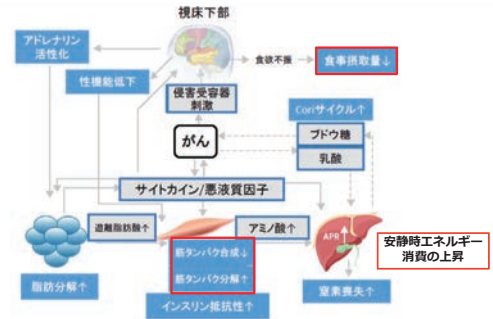 視床下部
アドレナリン
活性化
性機能低下
食欲不振
食事摂取量↓
侵害受容器
刺激
Coriサイクル↑
がん
ブドウ糖
乳酸
サイトカイン/悪液質因子
遊離脂肪酸↑
アミノ酸↑
APR
安静時エネルギー
消費の上昇
筋タンパク合成↓
筋タンパク分解↑
脂肪分解↑
インスリン抵抗性↑
窒素喪失↑